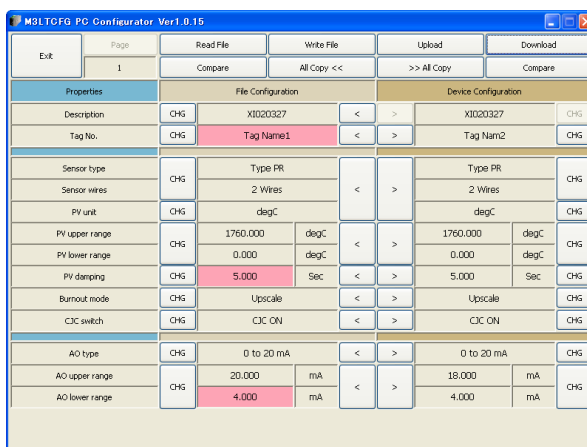 M3LTCFG PC Configurator Ver1.0.15
Exit Page Read File Write File Upload Download
1 Compare All Copy << >> All Copy Compare
Properties File Configuration Device Configuration
Description CHG XI020327 < > XI020327 CHG
Tag No. CHG Tag Name1 < > Tag Nam2 CHG
Sensor type CHG Type PR < > Type PR CHG
Sensor wires 2 Wires 2 Wires
PV unit CHG degC degC CHG
PV upper range CHG 1760.000 degC < > 1760.000 degC CHG
PV lower range 0.000 degC 0.000 degC
PV damping CHG 5.000 Sec < > 5.000 Sec CHG
Burnout mode CHG Upscale < > Upscale CHG
CJC switch CHG CJC ON < > CJC ON CHG
AO type CHG 0 to 20 mA < > 0 to 20 mA CHG
AO upper range CHG 20.000 mA < > 18.000 mA CHG
AO lower range 4.000 mA 4.000 mA